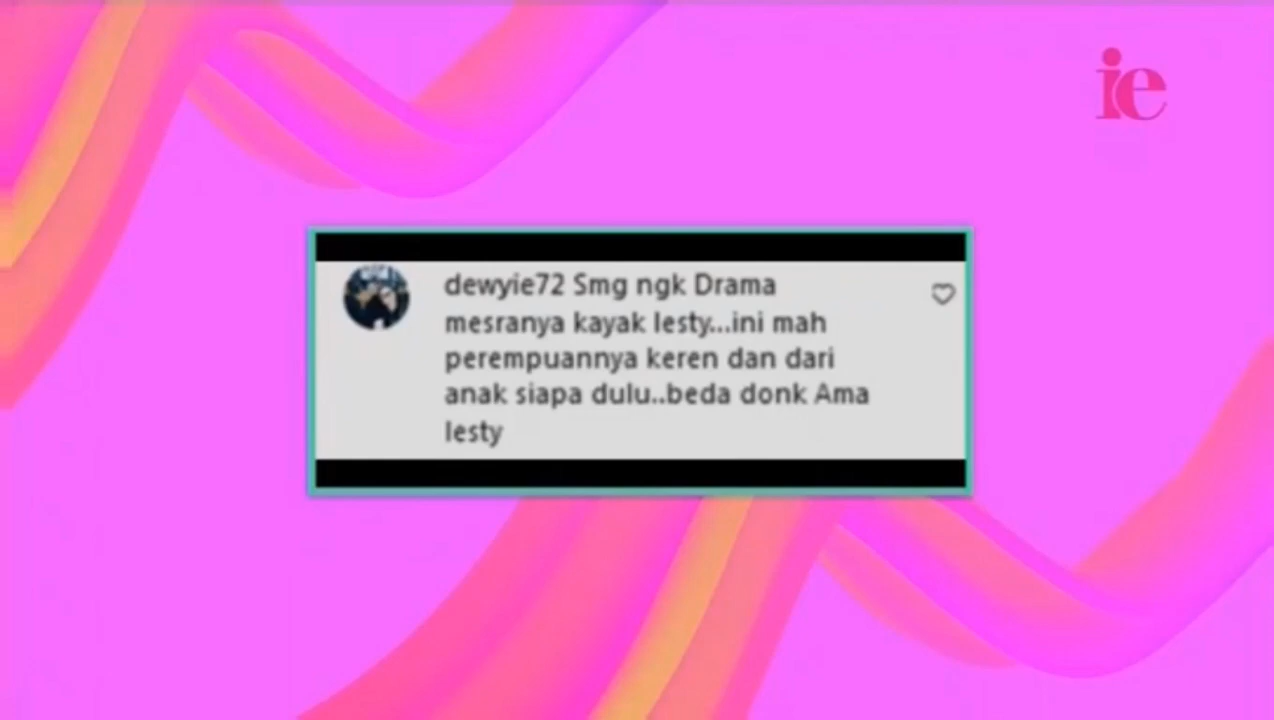 ie
dewyie72 Smg ngk Drama
mesranya kayak lesty...ini mah
perempuannya keren dan dari
anak siapa dulu..beda donk Ama
lesty